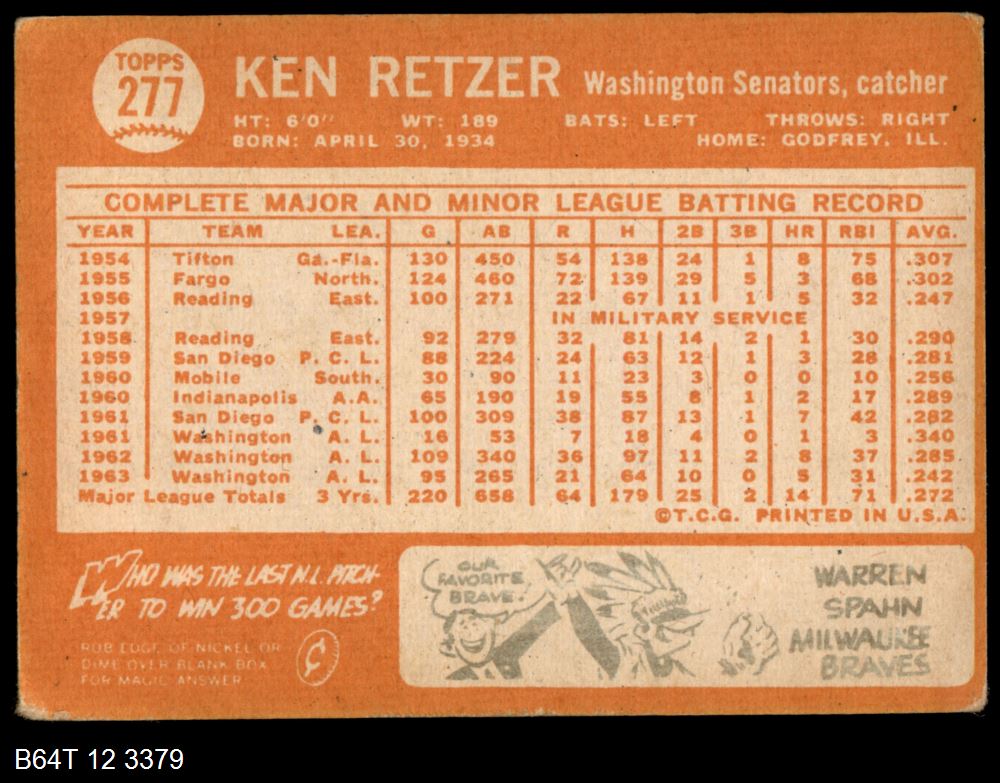 TOPPS
277
KEN RETZER Washington Senators, catcher
HT: 6'0" WT: 189 BATS: LEFT THROWS: RIGHT
BORN: APRIL 30, 1934 HOME: GODFREY, ILL.
COMPLETE MAJOR AND MINOR LEAGUE BATTING RECORD
YEAR TEAM LEA. G AB R H 2B 3B HR RBI AVG.
1954 Tifton Ga.-Fla. 130 450 54 138 24 1 8 75 .307
1955 Fargo North. 124 460 72 139 29 5 3 68 .302
1956 Reading East. 100 271 22 67 11 1 5 32 .247
1957 IN MILITARY SERVICE
1958 Reading East. 92 279 32 81 14 2 1 30 .290
1959 San Diego P. C. L. 88 224 24 63 12 1 3 28 .281
1960 Mobile South. 30 90 11 23 3 0 0 10 .256
1960 Indianapolis A.A. 65 190 19 55 8 1 2 17 .289
1961 San Diego P. C. L. 100 309 38 87 13 1 7 42 .282
1961 Washington A. L. 16 53 7 18 4 0 1 3 .340
1962 Washington A. L. 109 340 36 97 11 2 8 37 .285
1963 Washington A. L. 95 265 21 64 10 0 5 31 .242
Major League Totals 3 Yrs. 220 658 64 179 25 2 14 71 .272
©T.C.G. PRINTED IN U.S.A.
WHO WAS THE LAST N.L. PITCH-
ER TO WIN 300 GAMES?
RUB EDGE OF NICKEL OR
DIME OVER BLANK BOX
FOR MAGIC ANSWER
OUR
FAVORITE
BRAVE.
WARREN
SPAHN
MILWAUKEE
BRAVES
B64T 12 3379